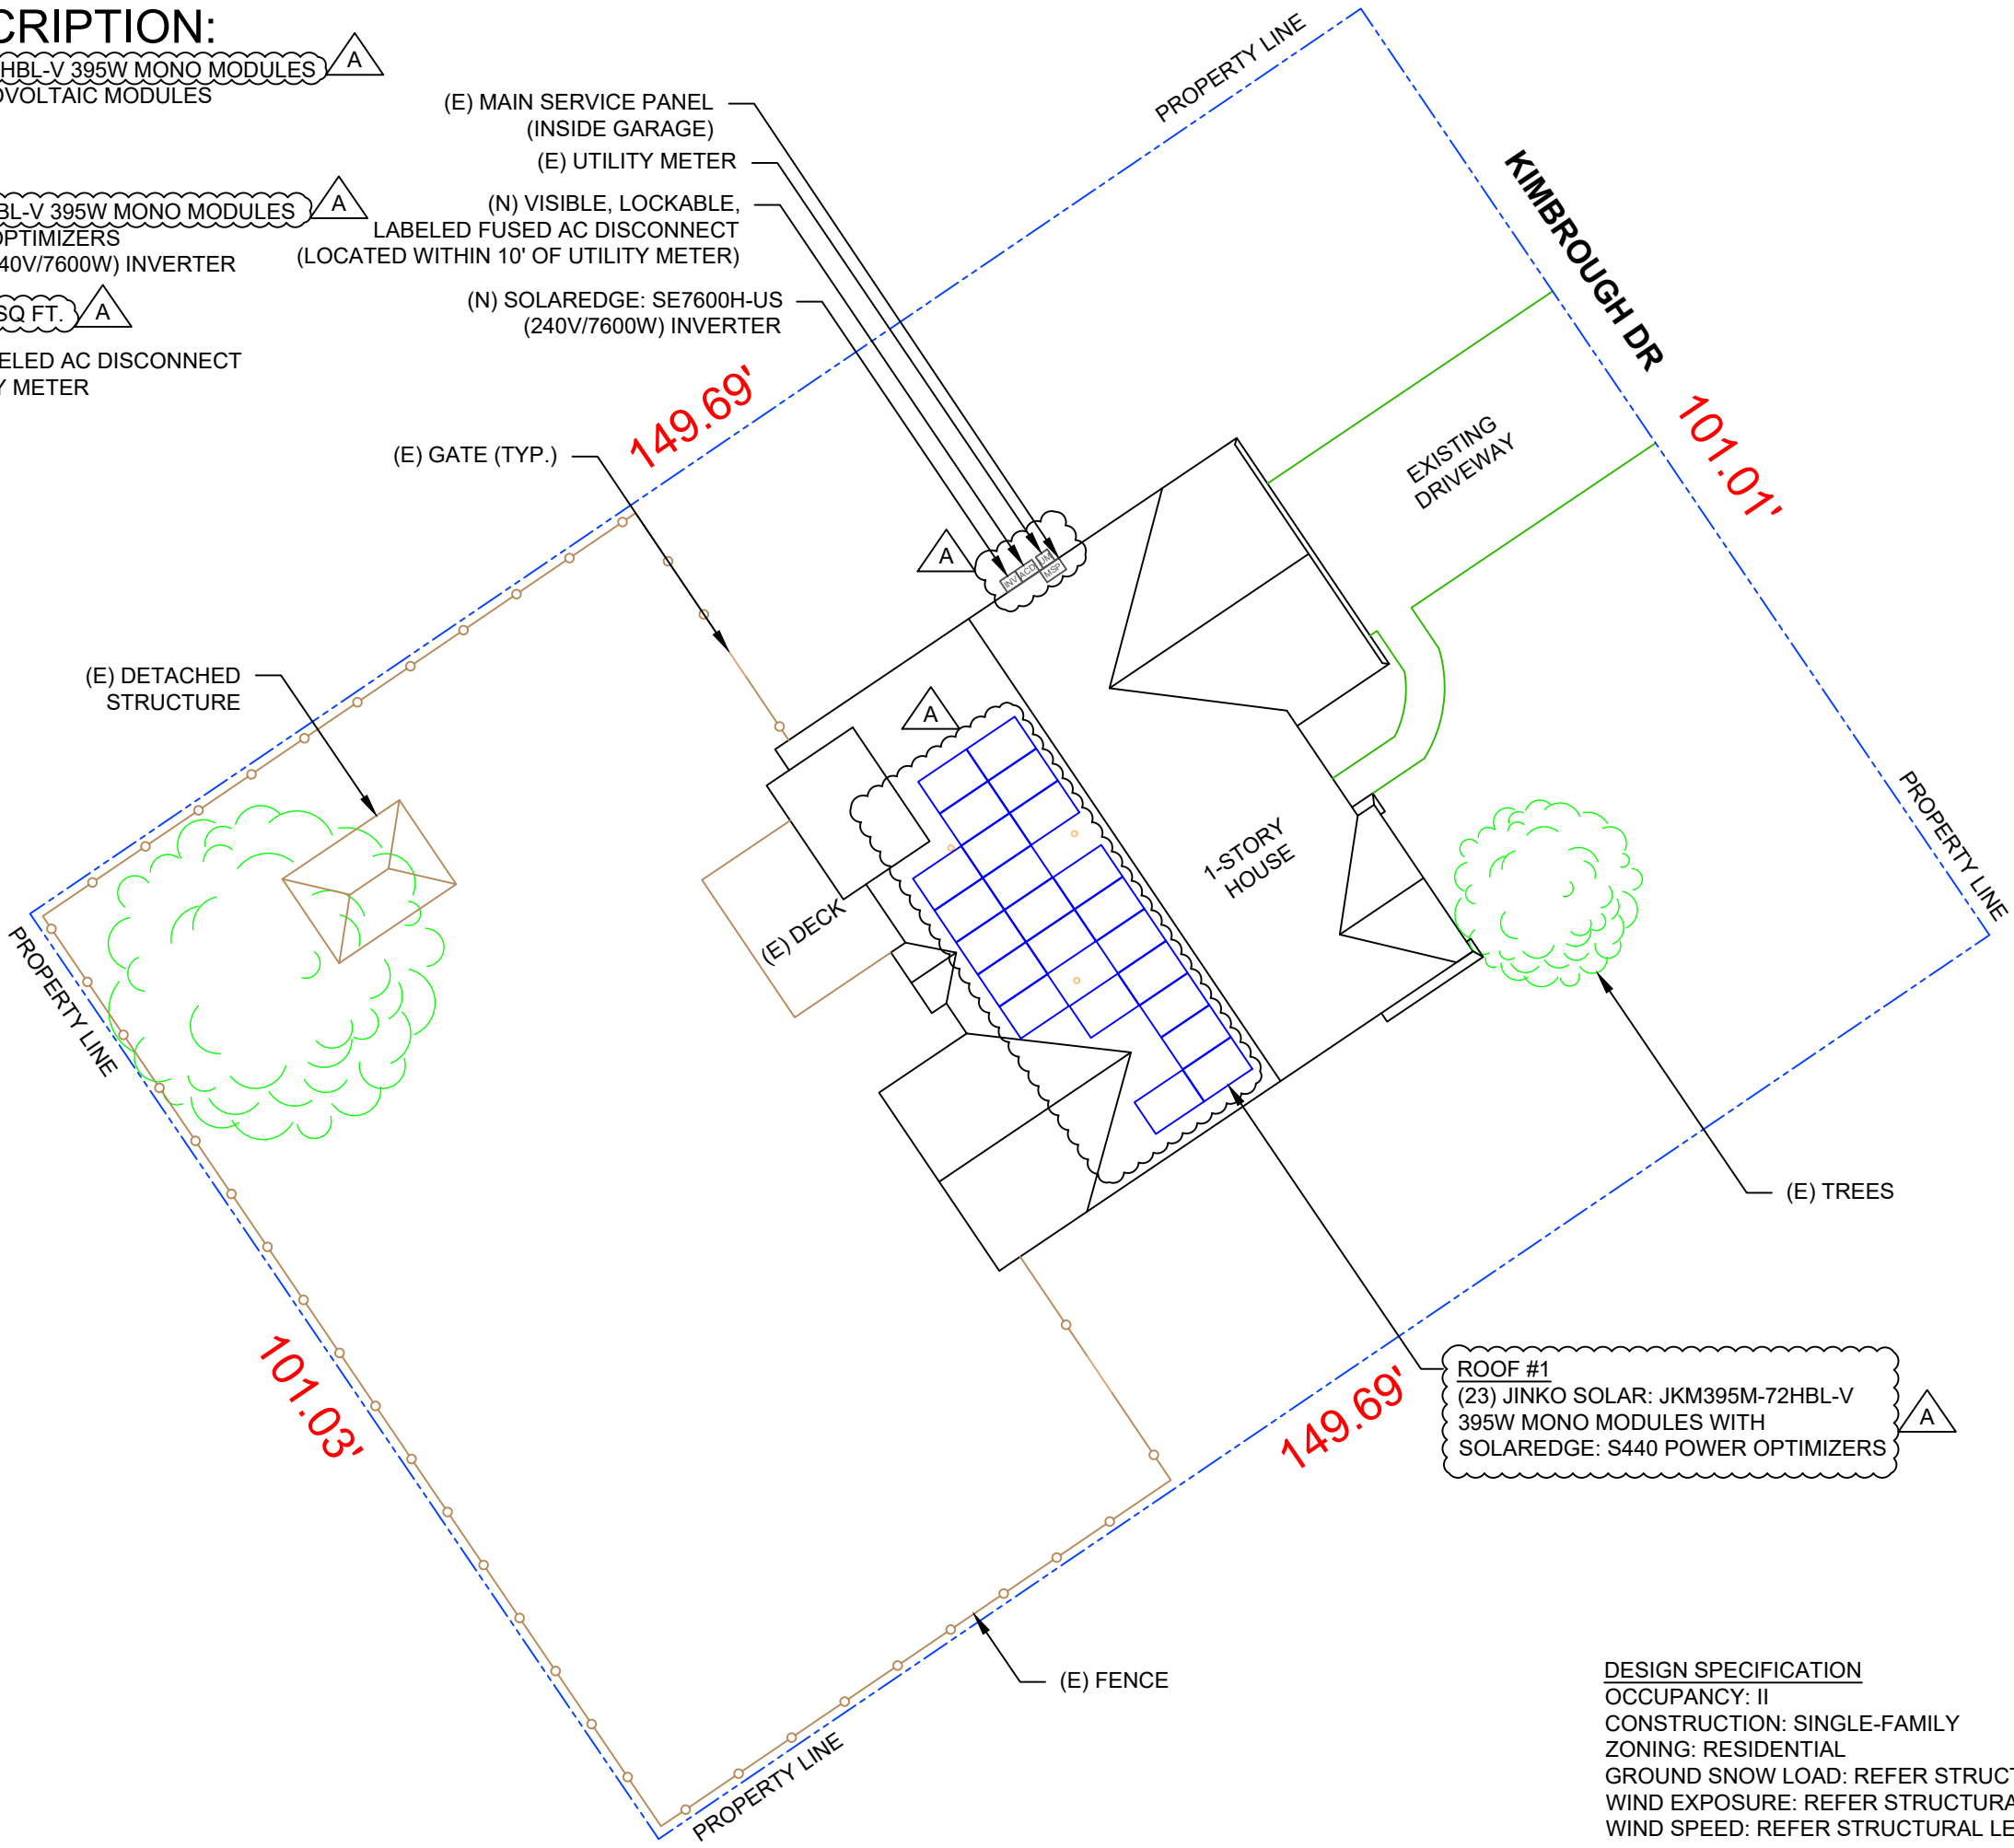 CRIPTION:
HBL-V 395W MONO MODULES
A
OVOLTAIC MODULES
BL-V 395W MONO MODULES
A
OPTIMIZERS
40V/7600W) INVERTER
SQ FT.
A
ELED AC DISCONNECT
Y METER
(E) MAIN SERVICE PANEL
(INSIDE GARAGE)
(E) UTILITY METER
(N) VISIBLE, LOCKABLE,
LABELED FUSED AC DISCONNECT
(LOCATED WITHIN 10' OF UTILITY METER)
(N) SOLAREDGE: SE7600H-US
(240V/7600W) INVERTER
PROPERTY LINE
KIMBROUGH DR
101.01'
149.69'
(E) GATE (TYP.)
EXISTING
DRIVEWAY
A
INV
ACD
UM
MSP
(E) DETACHED
STRUCTURE
A
1-STORY
HOUSE
(E) DECK
PROPERTY LINE
PROPERTY LINE
(E) TREES
101.03'
149.69'
ROOF #1
(23) JINKO SOLAR: JKM395M-72HBL-V
395W MONO MODULES WITH
SOLAREDGE: S440 POWER OPTIMIZERS
A
(E) FENCE
PROPERTY LINE
DESIGN SPECIFICATION
OCCUPANCY: II
CONSTRUCTION: SINGLE-FAMILY
ZONING: RESIDENTIAL
GROUND SNOW LOAD: REFER STRUCT
WIND EXPOSURE: REFER STRUCTURA
WIND SPEED: REFER STRUCTURAL LE